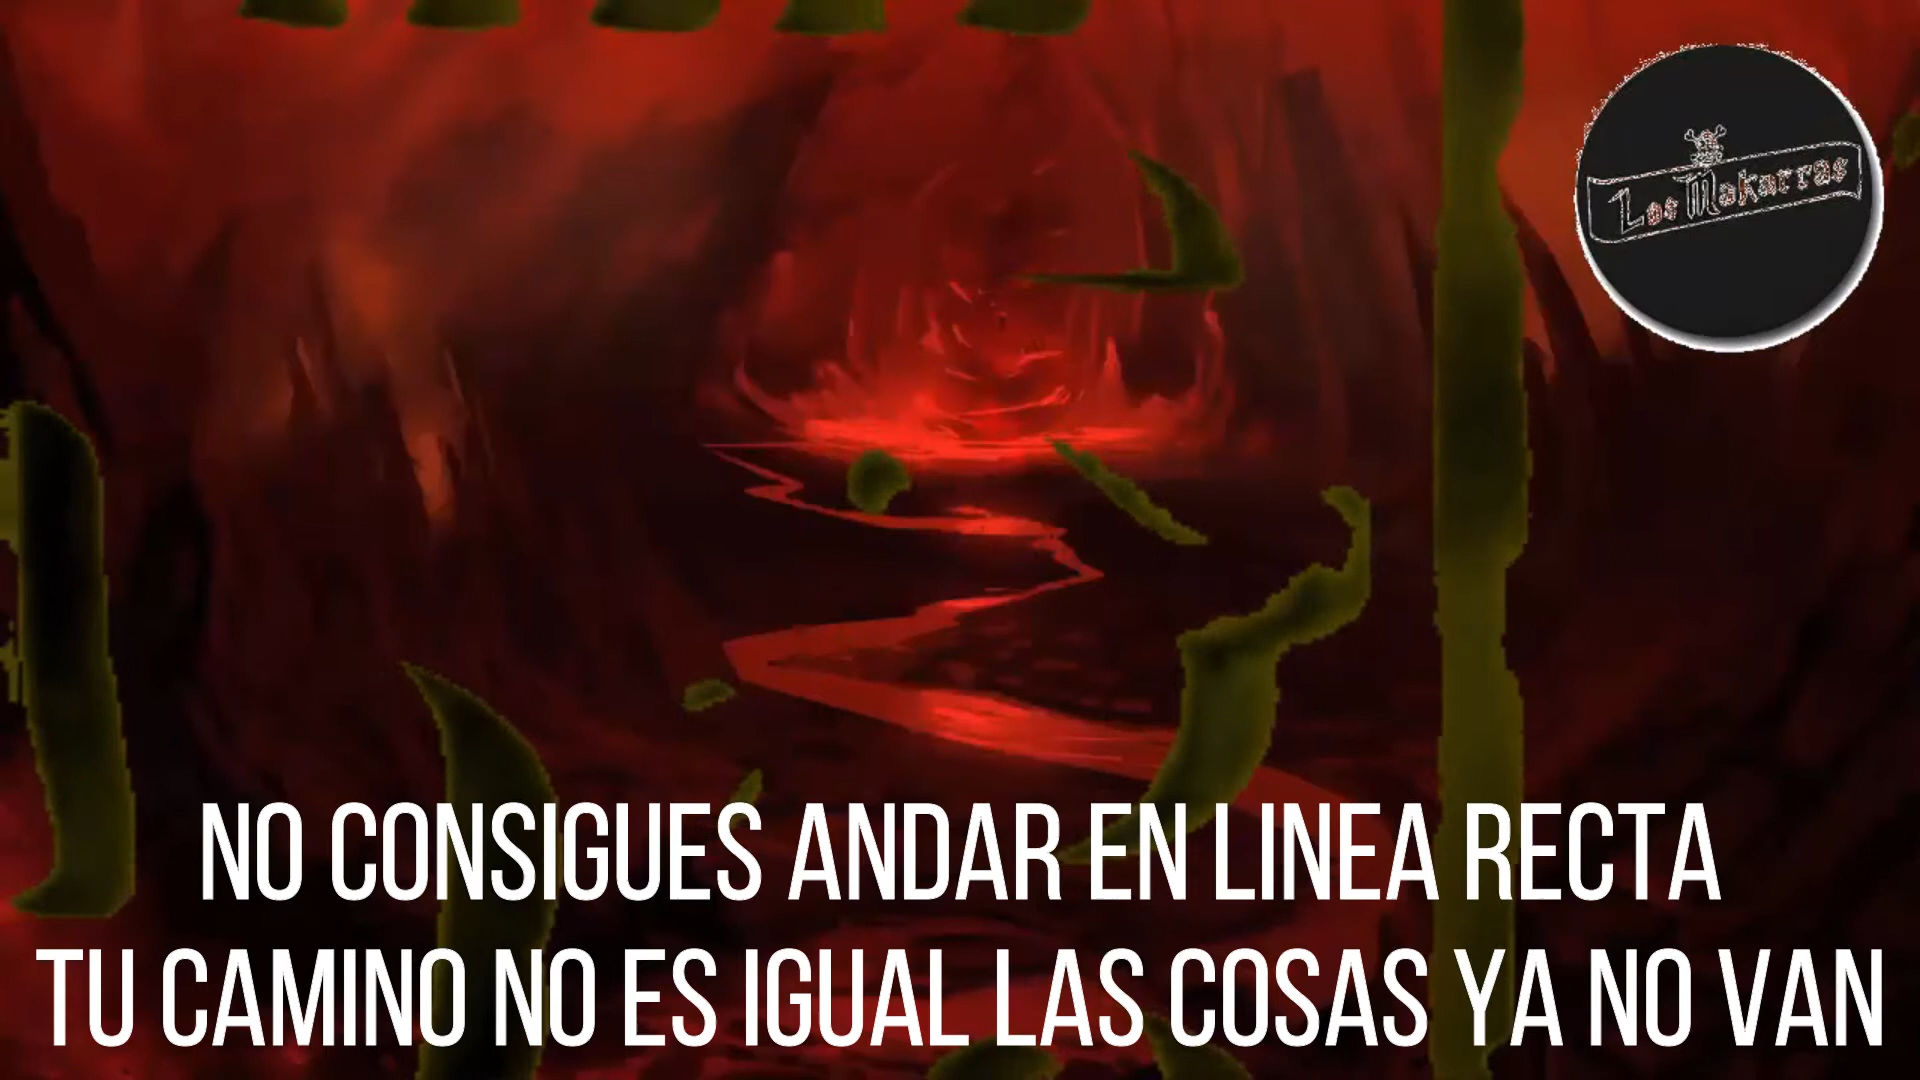 Los Makarras
NO CONSIGUES ANDAR EN LINEA RECTA
TU CAMINO NO ES IGUAL LAS COSAS YA NO VAN